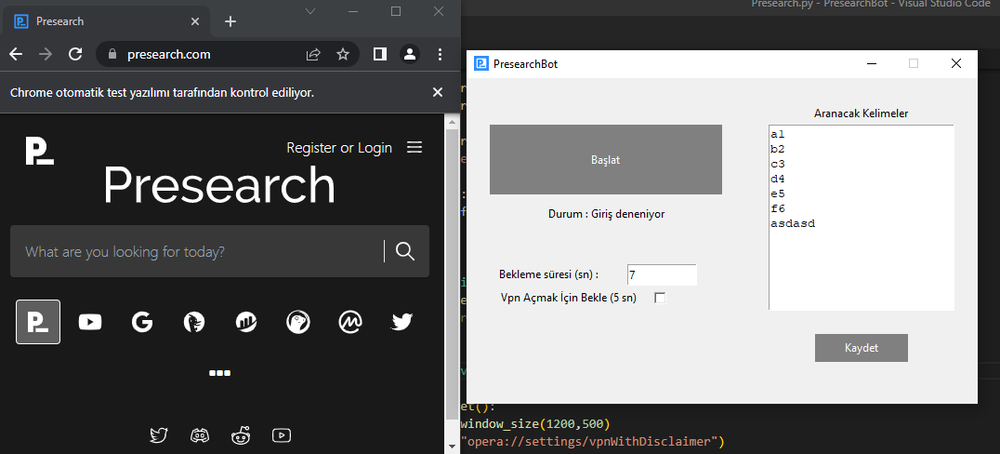 Presearch.py - PresearchBot - Visual Studio Code
Presearch
presearch.com
Chrome otomatik test yazılımı tarafından kontrol ediliyor.
Register or Login
Presearch
What are you looking for today?
PresearchBot
Başlat
Durum : Giriş deneniyor
Bekleme süresi (sn) :
7
Vpn Açmak İçin Bekle (5 sn)
Aranacak Kelimeler
a1
b2
c3
d4
e5
f6
asdasd
Kaydet
et():
window_size(1200,500)
"opera://settings/vpnWithDisclaimer")